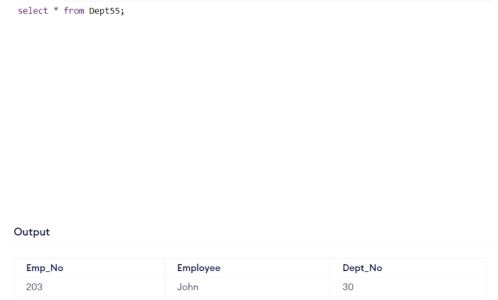 select * from Dept55;
Output
Emp_No Employee Dept_No
203 John 30